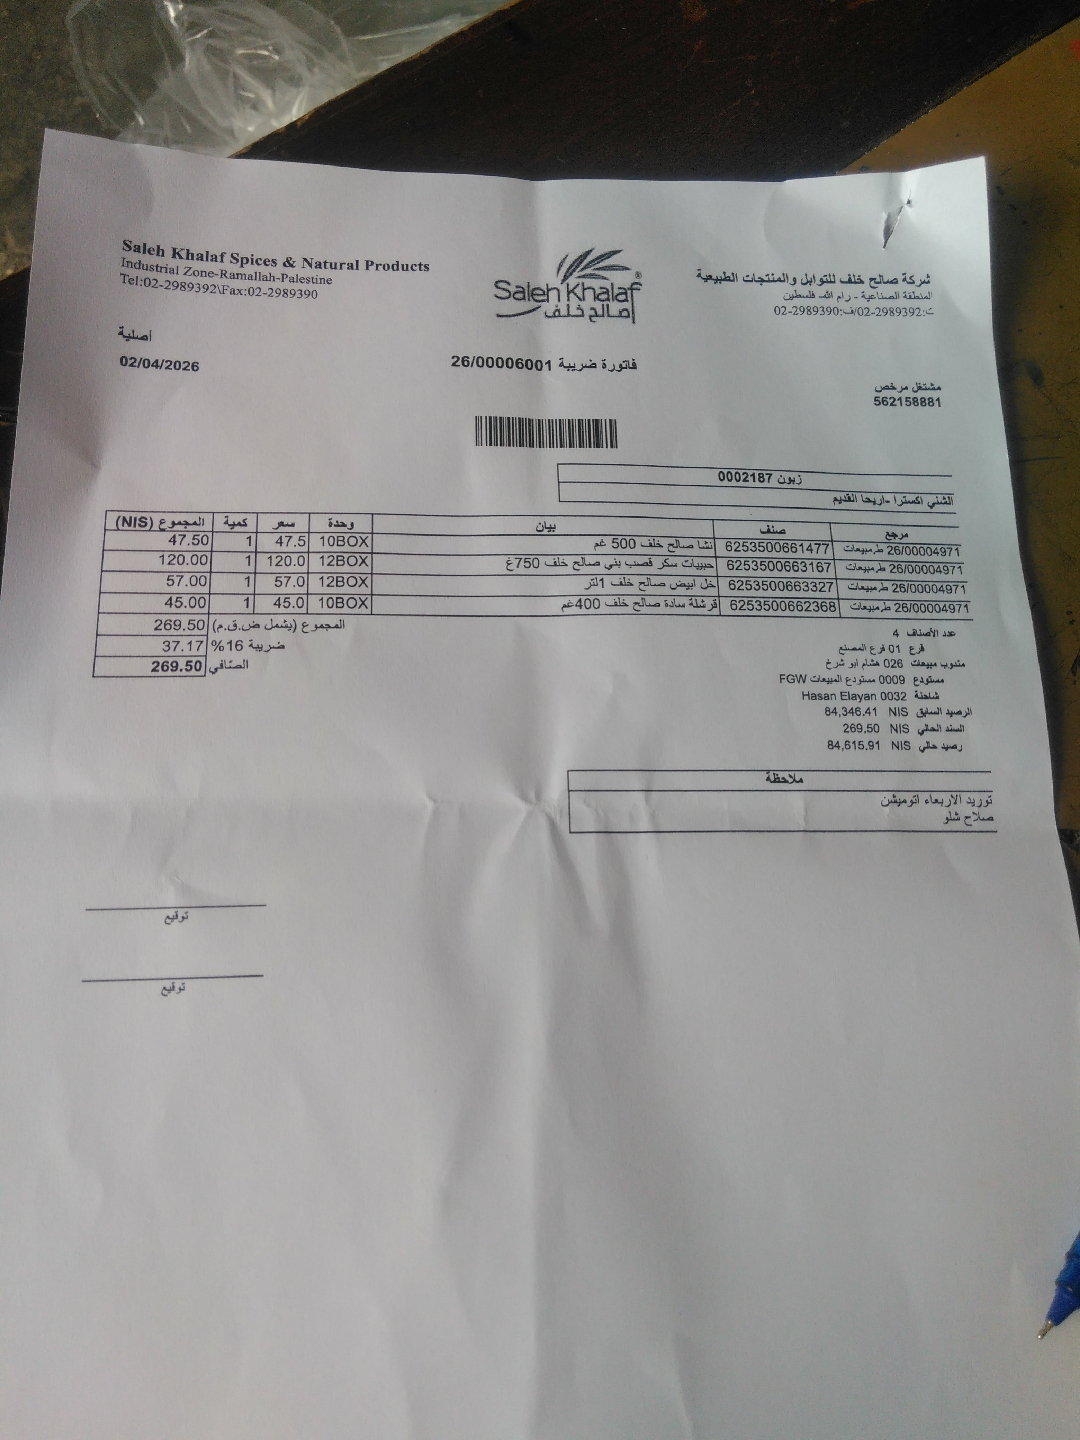 Saleh Khalaf Spices & Natural Products
Industrial Zone-Ramallah-Palestine
Tel:02-2989392\Fax:02-2989390
Saleh Khalaf®
صالح خلف
شركة صالح خلف للتوابل والمنتجات الطبيعية
المنطقة الصناعية - رام الله- فلسطين
ت:02-2989392/ف:02-2989390
أصلية
02/04/2026
فاتورة ضريبة 26/00006001
مشتغل مرخص
562158881
زبون 0002187
الشني اكسترا -اريحا القديم
مرجع صنف بيان وحدة سعر كمية المجموع (NIS)
26/00004971 ط.مبيعات 6253500661477 نشا صالح خلف 500 غم 10BOX 47.5 1 47.50
26/00004971 ط.مبيعات 6253500663167 حبيبات سكر قصب بني صالح خلف 750غ 12BOX 120.0 1 120.00
26/00004971 ط.مبيعات 6253500663327 خل ابيض صالح خلف 1لتر 12BOX 57.0 1 57.00
26/00004971 ط.مبيعات 6253500662368 قرشلة سادة صالح خلف 400غم 10BOX 45.0 1 45.00
المجموع (يشمل ض.ق.م) 269.50
ضريبة 16% 37.17
الصّافي 269.50
عدد الأصناف 4
فرع 01 فرع المصنع
مندوب مبيعات 026 هشام ابو شرخ
مستودع 0009 مستودع المبيعات FGW
شاحنة 0032 Hasan Elayan
الرصيد السابق NIS 84,346.41
السند الحالي NIS 269.50
رصيد حالي NIS 84,615.91
ملاحظة
توريد الاربعاء اتوميشن
صلاح شلو
توقيع
توقيع